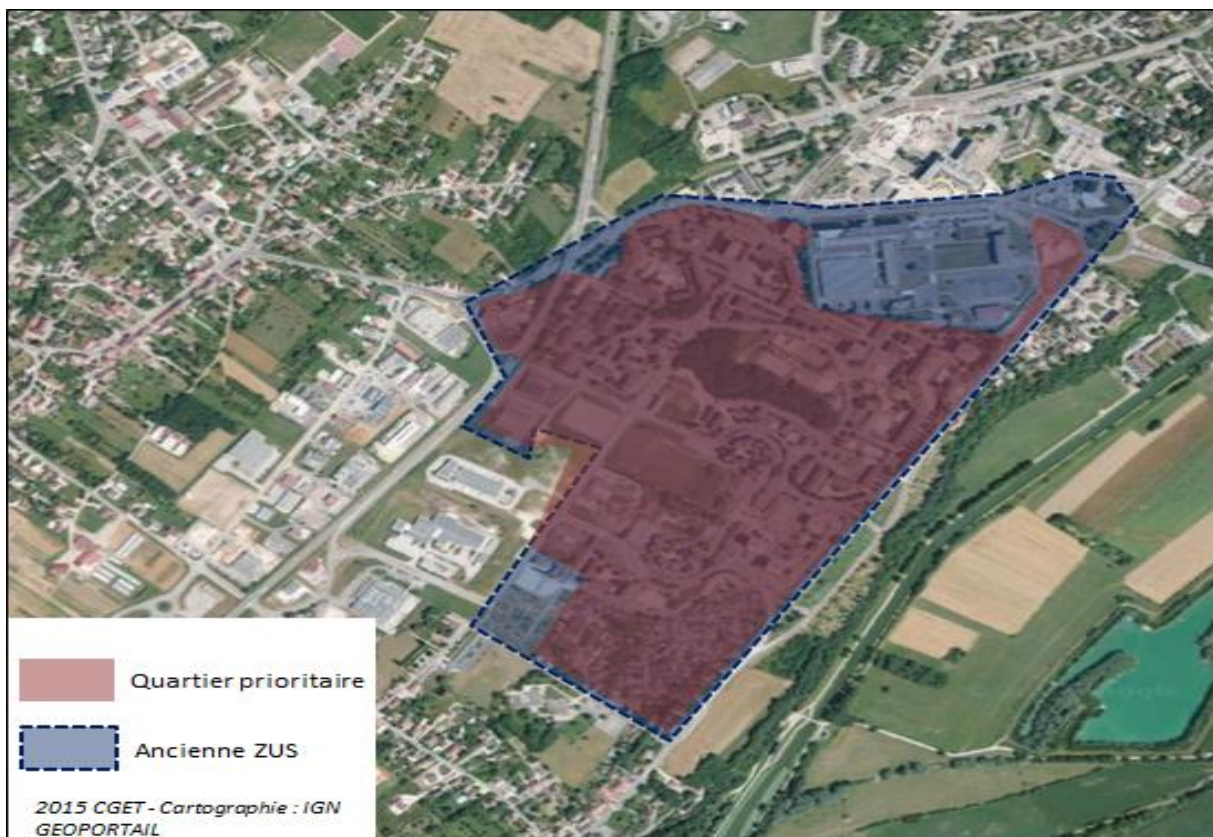 Quartier prioritaire
Ancienne ZUS
2015 CGET - Cartographie : IGN
GEOPORTAIL